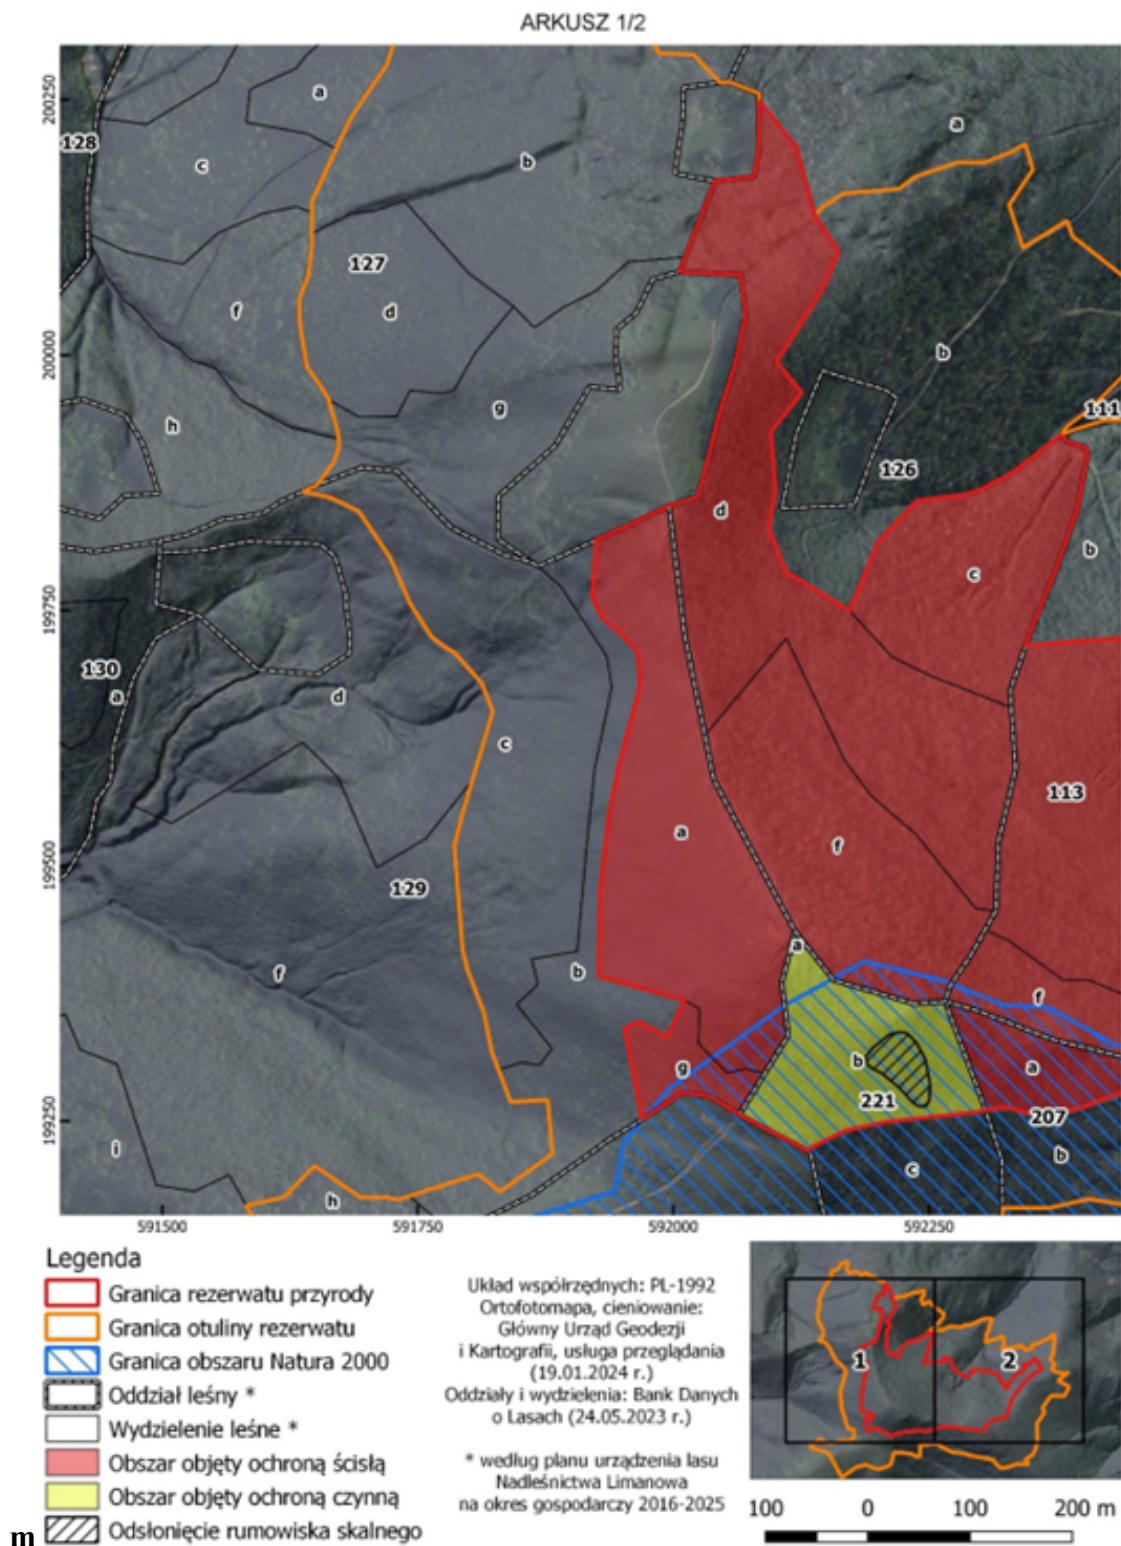 ARKUSZ 1/2
200250
200000
199750
199500
199250
a
128
c
b
a
127
f
d
b
g
h
111
126
d
b
c
130
a
d
c
113
a
f
129
a
f
b
f
g
b
a
221
207
i
c
b
h
591500
591750
592000
592250
Legenda
Granica rezerwatu przyrody
Granica otuliny rezerwatu
Granica obszaru Natura 2000
Oddział leśny *
Wydzielenie leśne *
Obszar objęty ochroną ścisłą
Obszar objęty ochroną czynną
Odsłonięcie rumowiska skalnego
Układ współrzędnych: PL-1992
Ortofotomapa, cieniowanie:
Główny Urząd Geodezji
i Kartografii, usługa przeglądania
(19.01.2024 r.)
Oddziały i wydzielenia: Bank Danych
o Lasach (24.05.2023 r.)
* według planu urządzenia lasu
Nadleśnictwa Limanowa
na okres gospodarczy 2016-2025
1
2
100 0 100 200 m
m